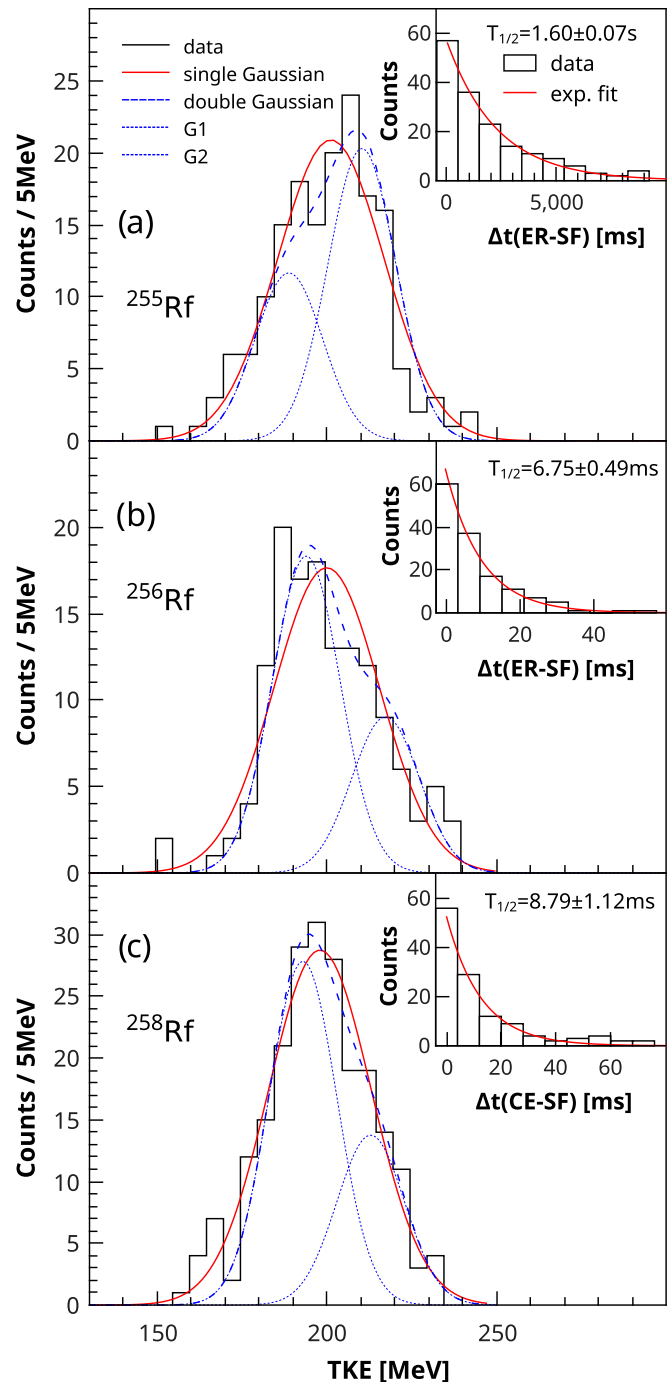 data
single Gaussian
double Gaussian
G1
G2
Counts / 5MeV
25
20
15
10
5
0
(a)
²⁵⁵Rf
T₁/₂=1.60±0.07s
data
exp. fit
Counts
60
40
20
0
0 5,000
Δt(ER-SF) [ms]
Counts / 5MeV
20
15
10
5
0
(b)
²⁵⁶Rf
T₁/₂=6.75±0.49ms
Counts
60
40
20
0
0 20 40
Δt(ER-SF) [ms]
Counts / 5MeV
30
25
20
15
10
5
0
(c)
²⁵⁸Rf
T₁/₂=8.79±1.12ms
Counts
60
40
20
0
0 20 40 60
Δt(CE-SF) [ms]
150 200 250
TKE [MeV]